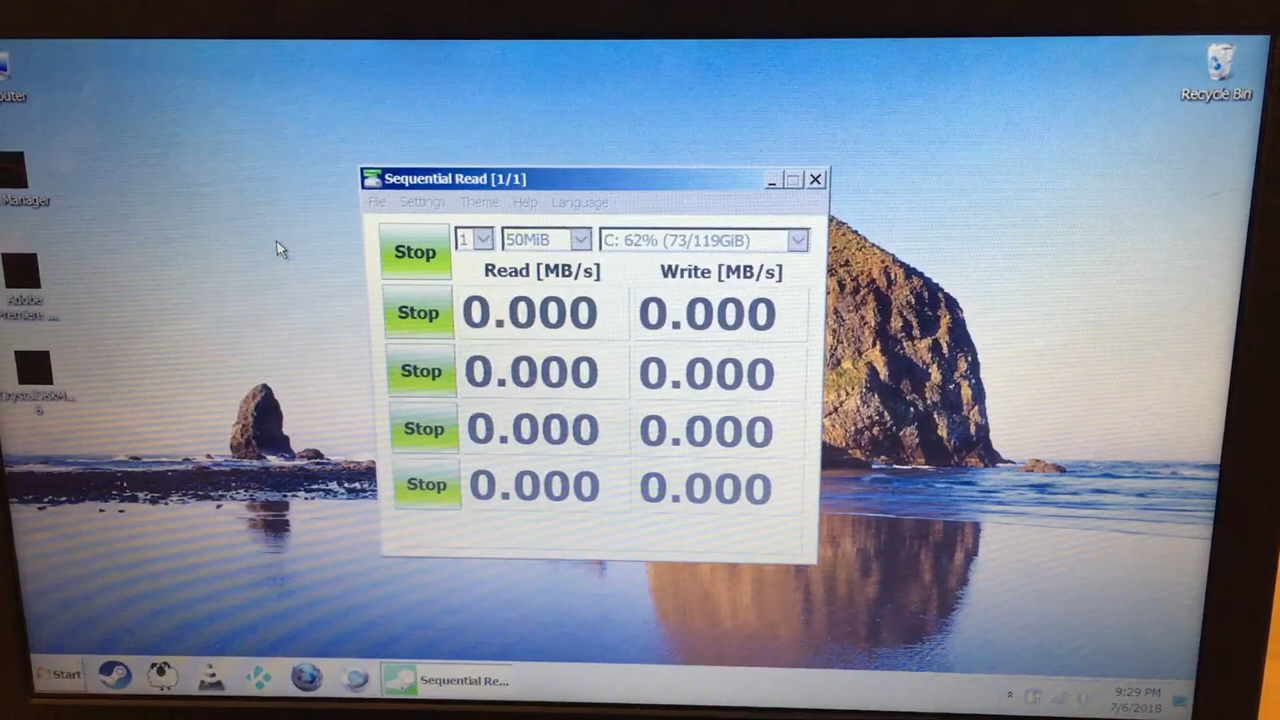 Recycle Bin
Manager
Adobe
Premiere ...
6
Sequential Read [1/1]
File Settings Theme Help Language
Stop 1 50MiB C: 62% (73/119GiB)
Read [MB/s] Write [MB/s]
Stop 0.000 0.000
Stop 0.000 0.000
Stop 0.000 0.000
Stop 0.000 0.000
Start Sequential Re...
9:29 PM
7/6/2018